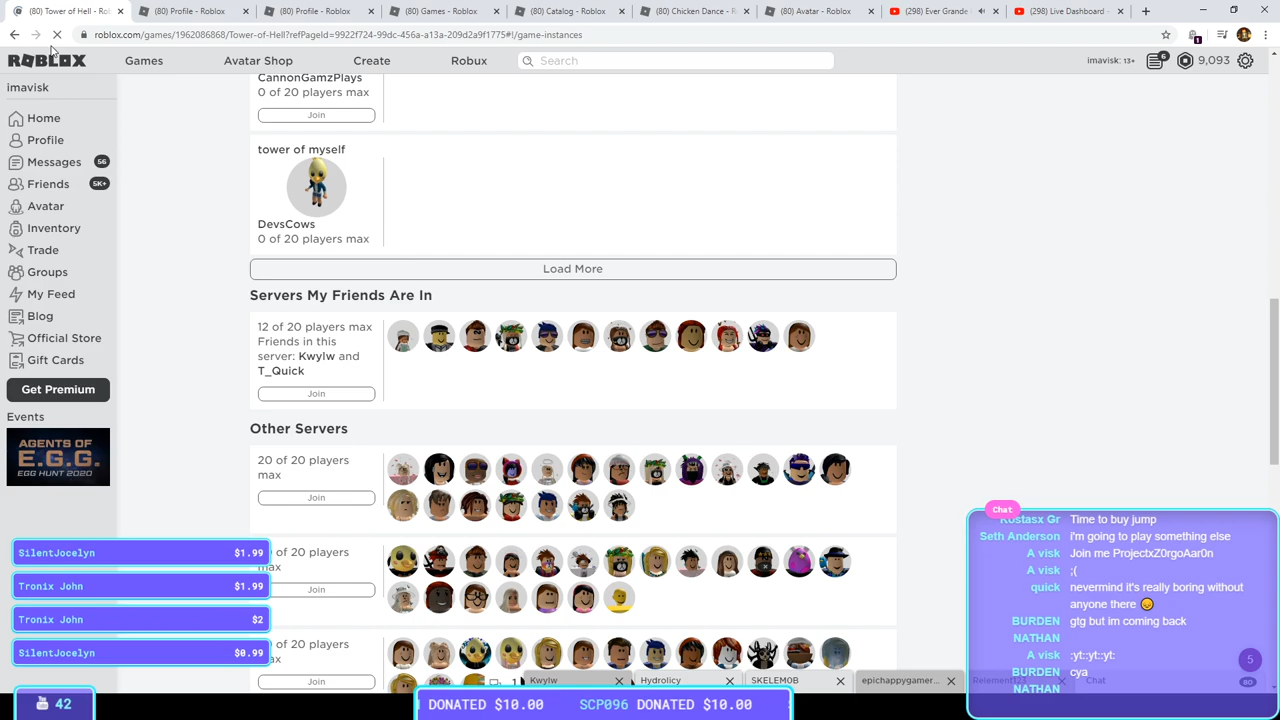 (80) Tower of Hell - Roblox
(80) Profile - Roblox
(80) Profile - Roblox
(80) Games - Roblox
(80) Catalog - Roblox
(80) Chicken Dance - R
(80) Avatar - Roblox
(298) Ever Grande
(298) Live Dashboard -
roblox.com/games/1962086868/Tower-of-Hell?refPageId=9922f724-99dc-456a-a13a-209d2a9f1775#!/game-instances
ROBLOX
Games
Avatar Shop
Create
Robux
Search
imavisk: 13+
6
9,093
imavisk
Home
Profile
Messages 56
Friends 5K+
Avatar
Inventory
Trade
Groups
My Feed
Blog
Official Store
Gift Cards
Get Premium
Events
AGENTS OF
E.G.G.
EGG HUNT 2020
CannonGamzPlays
0 of 20 players max
Join
tower of myself
DevsCows
0 of 20 players max
Load More
Servers My Friends Are In
12 of 20 players max
Friends in this
server: Kwylw and
T_Quick
Join
Other Servers
20 of 20 players
max
Join
0 of 20 players
max
Join
0 of 20 players
max
Join
SilentJocelyn $1.99
Tronix John $1.99
Tronix John $2
SilentJocelyn $0.99
42
DONATED $10.00 SCP096 DONATED $10.00
1
Kwylw
Hydrolicy
SKELEMOB
epichappygamer...
Chat
Chat
Kostasx Gr Time to buy jump
Seth Anderson i'm going to play something else
A visk Join me ProjectxZ0rgoAar0n
A visk ;(
quick nevermind it's really boring without
anyone there
BURDEN gtg but im coming back
NATHAN
A visk :yt::yt::yt:
BURDEN cya
NATHAN
5
RO